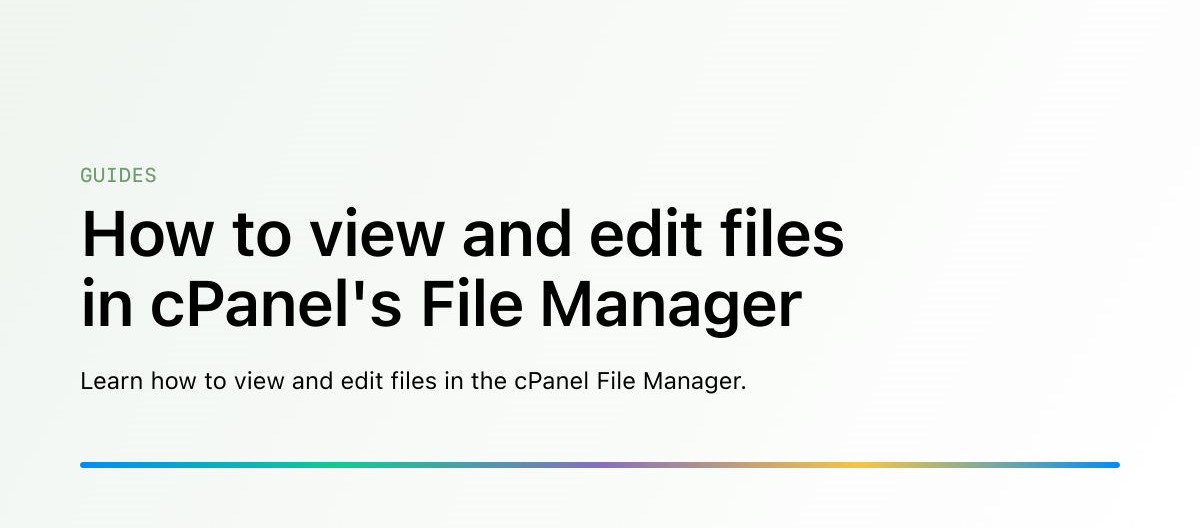 GUIDES
How to view and edit files
in cPanel's File Manager
Learn how to view and edit files in the cPanel File Manager.